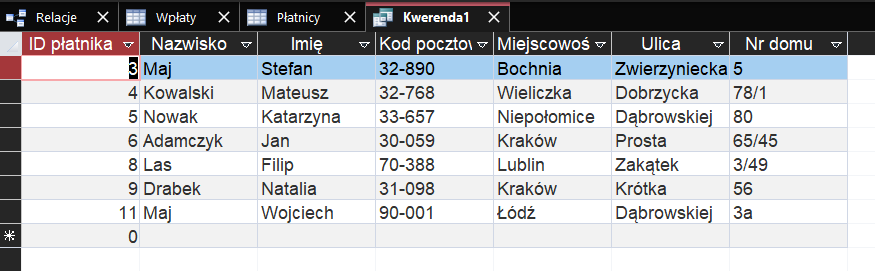 Relacje Wpłaty Płatnicy Kwerenda1
ID płatnika Nazwisko Imię Kod pocztow Miejscowoś Ulica Nr domu
3 Maj Stefan 32-890 Bochnia Zwierzyniecka 5
4 Kowalski Mateusz 32-768 Wieliczka Dobrzycka 78/1
5 Nowak Katarzyna 33-657 Niepołomice Dąbrowskiej 80
6 Adamczyk Jan 30-059 Kraków Prosta 65/45
8 Las Filip 70-388 Lublin Zakątek 3/49
9 Drabek Natalia 31-098 Kraków Krótka 56
11 Maj Wojciech 90-001 Łódź Dąbrowskiej 3a
0